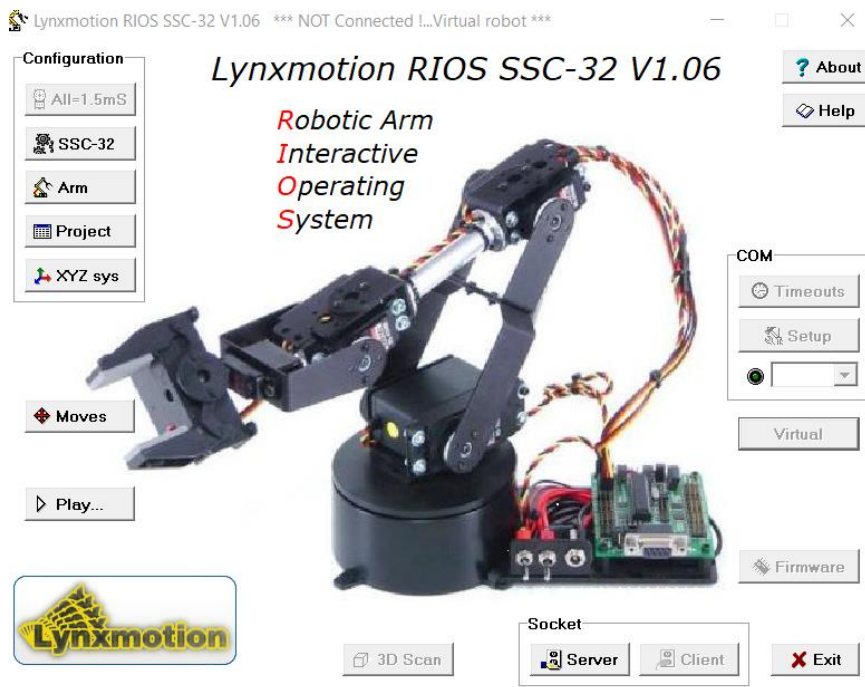 Lynxmotion RIOS SSC-32 V1.06   *** NOT Connected !...Virtual robot ***
Configuration
All=1.5mS
SSC-32
Arm
Project
XYZ sys
Lynxmotion RIOS SSC-32 V1.06
Robotic Arm
Interactive
Operating
System
? About
Help
COM
Timeouts
Setup
Virtual
Moves
Play...
Firmware
Lynxmotion
3D Scan
Socket
Server
Client
Exit